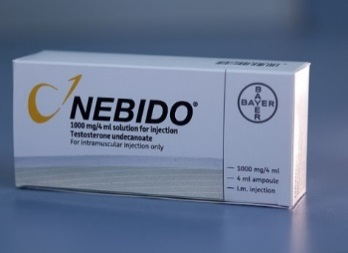 NEBIDO®
1000 mg/4 ml solution for injection
Testosterone undecanoate
For intramuscular injection only
BAYER
BAYER
1000 mg/4 ml
4 ml ampoule
i.m. injection